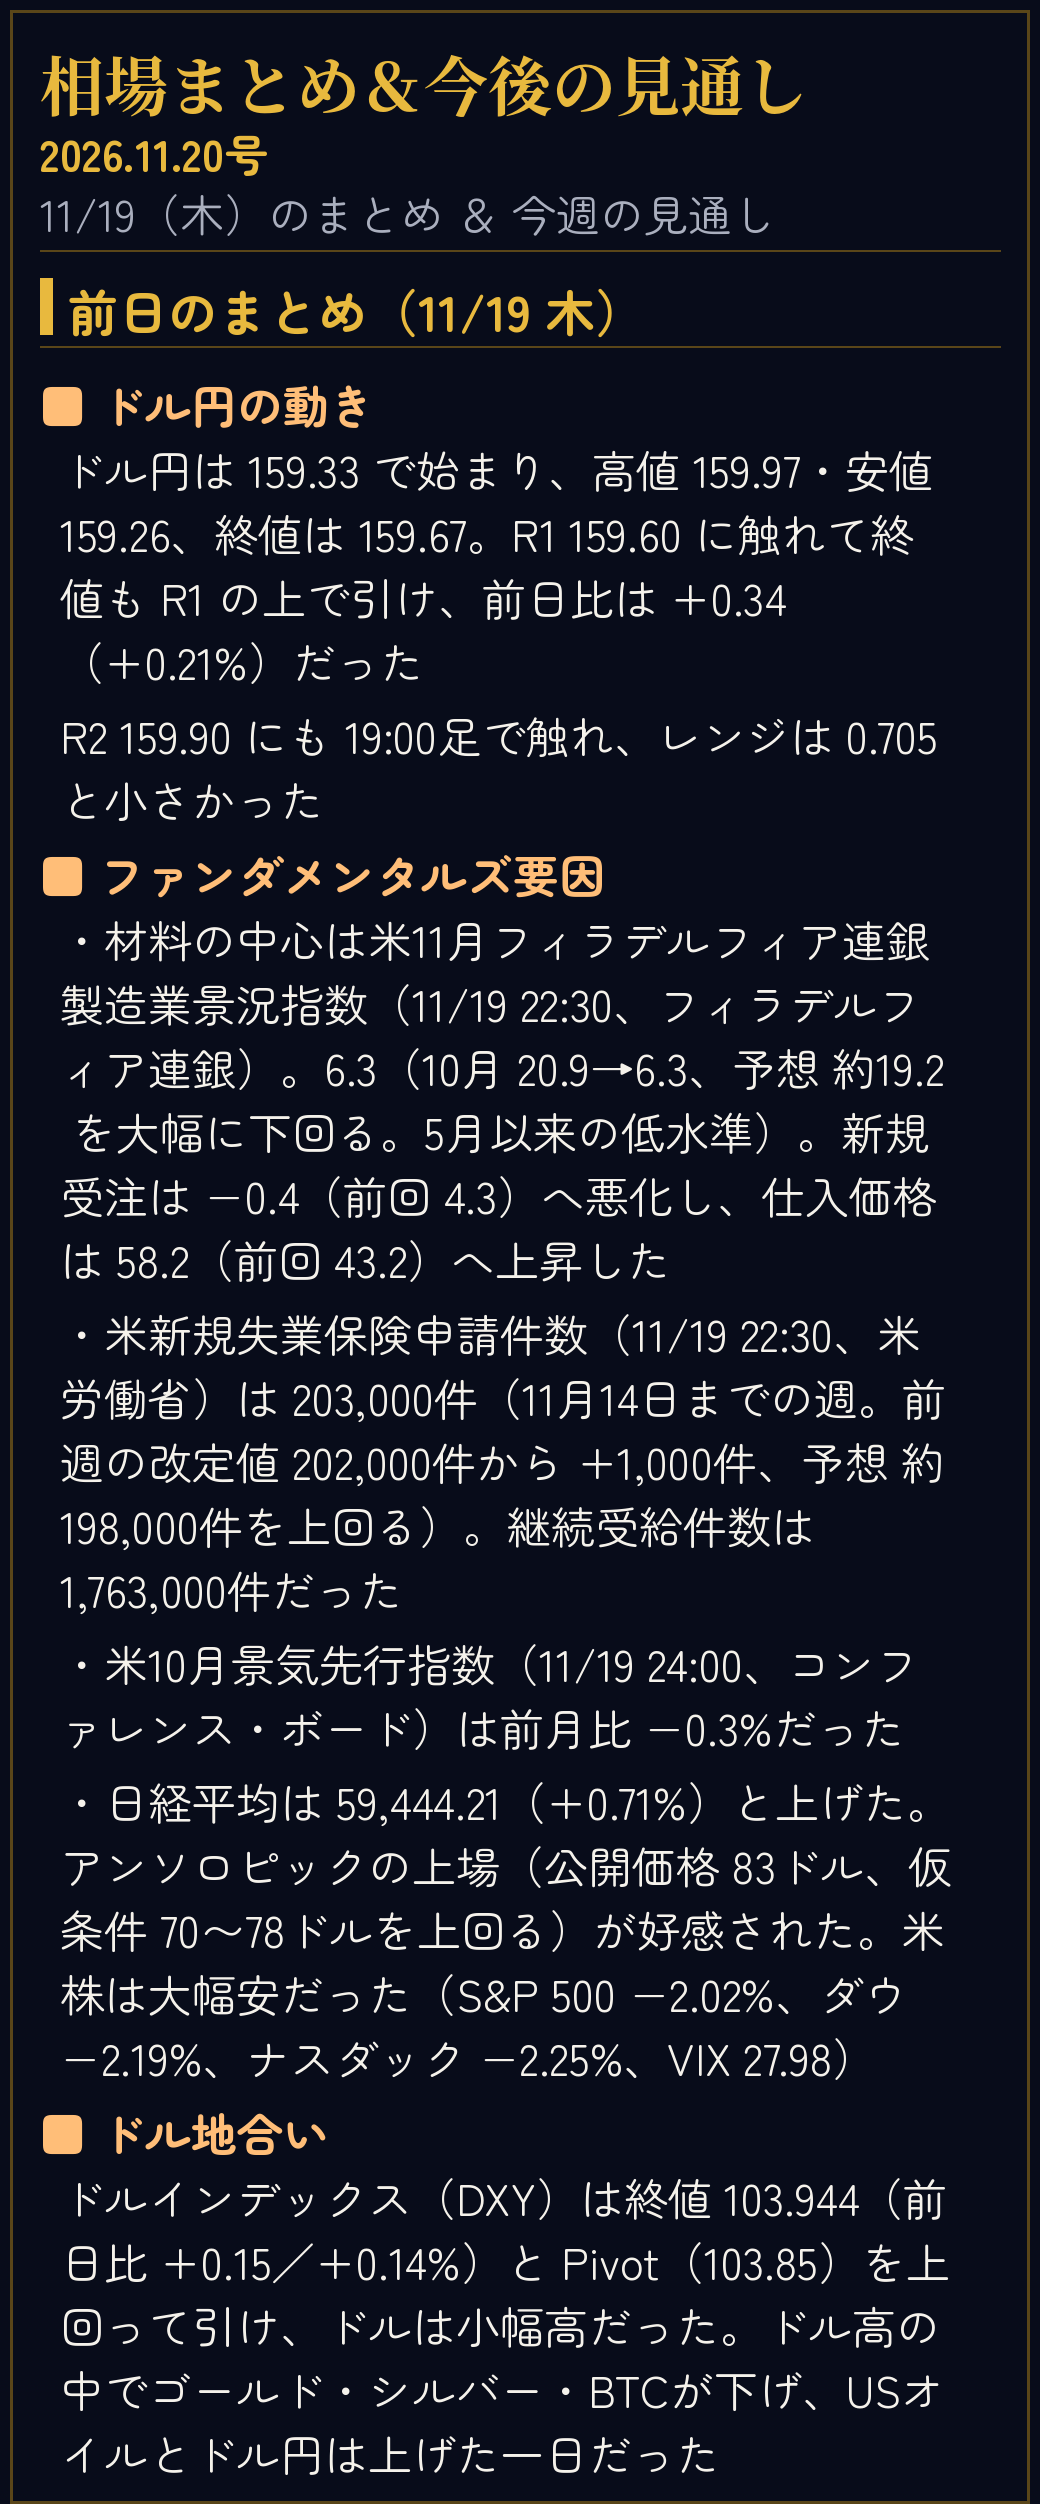 相場まとめ&今後の見通し
2026.11.20号
11/19（木）のまとめ & 今週の見通し
前日のまとめ（11/19 木）
ドル円の動き
ドル円は 159.33 で始まり、高値 159.97・安値
159.26、終値は 159.67。R1 159.60 に触れて終
値も R1 の上で引け、前日比は +0.34
（+0.21%）だった
R2 159.90 にも 19:00足で触れ、レンジは 0.705
と小さかった
ファンダメンタルズ要因
・材料の中心は米11月フィラデルフィア連銀
製造業景況指数（11/19 22:30、フィラデルフ
ィア連銀）。6.3（10月 20.9→6.3、予想 約19.2
を大幅に下回る。5月以来の低水準）。新規
受注は −0.4（前回 4.3）へ悪化し、仕入価格
は 58.2（前回 43.2）へ上昇した
・米新規失業保険申請件数（11/19 22:30、米
労働省）は 203,000件（11月14日までの週。前
週の改定値 202,000件から +1,000件、予想 約
198,000件を上回る）。継続受給件数は
1,763,000件だった
・米10月景気先行指数（11/19 24:00、コンフ
ァレンス・ボード）は前月比 −0.3%だった
・日経平均は 59,444.21（+0.71%）と上げた。
アンソロピックの上場（公開価格 83ドル、仮
条件 70〜78ドルを上回る）が好感された。米
株は大幅安だった（S&P 500 −2.02%、ダウ
−2.19%、ナスダック −2.25%、VIX 27.98）
ドル地合い
ドルインデックス（DXY）は終値 103.944（前
日比 +0.15／+0.14%）と Pivot（103.85）を上
回って引け、ドルは小幅高だった。ドル高の
中でゴールド・シルバー・BTCが下げ、USオ
イルとドル円は上げた一日だった